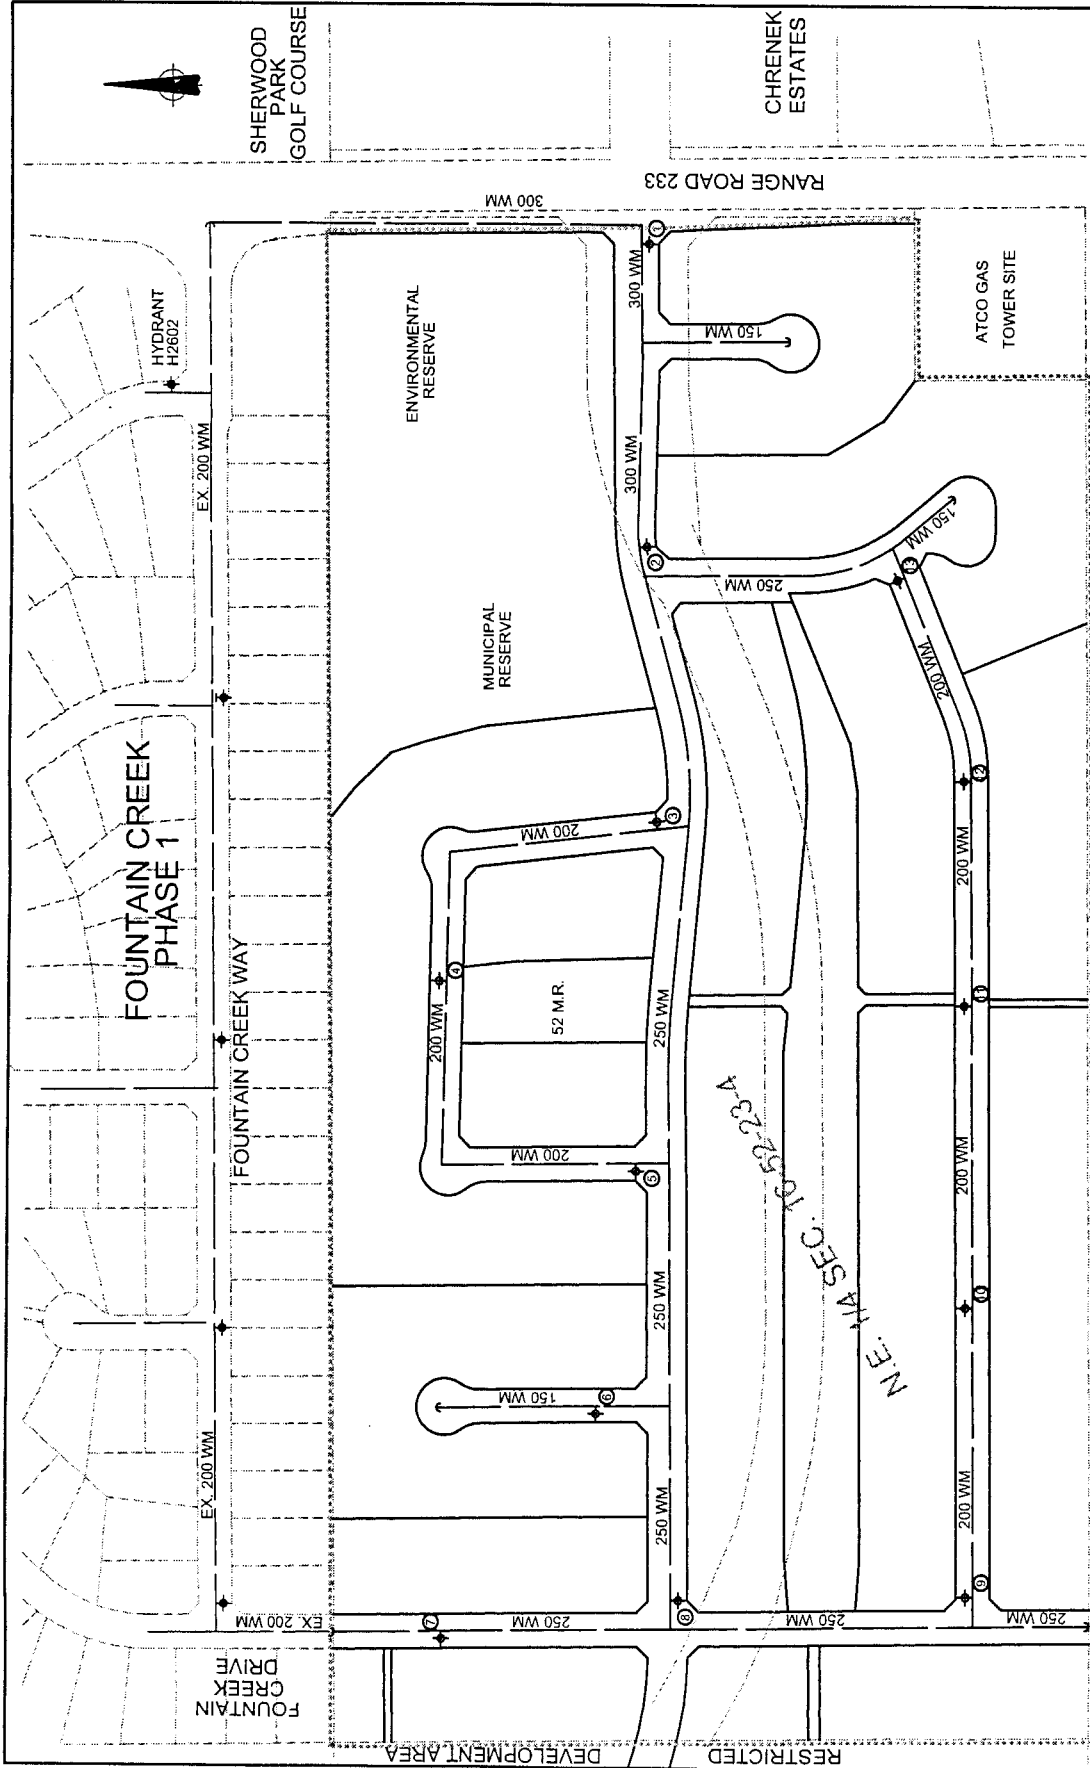 SHERWOOD
PARK
GOLF COURSE
CHRENEK
ESTATES
RANGE ROAD 233
300 WM
HYDRANT
H2602
EX. 200 WM
ENVIRONMENTAL
RESERVE
300 WM
1
150 WM
ATCO GAS
TOWER SITE
300 WM
2
250 WM
150 WM
13
200 WM
MUNICIPAL
RESERVE
FOUNTAIN CREEK
PHASE 1
FOUNTAIN CREEK WAY
200 WM
3
12
200 WM
4
200 WM
52 M.R.
250 WM
11
200 WM
5
200 WM
N.E. 1/4 SEC. 16-52-23-4
250 WM
10
150 WM
6
EX. 200 WM
250 WM
200 WM
9
EX. 200 WM
7
250 WM
8
250 WM
250 WM
FOUNTAIN
CREEK
DRIVE
RESTRICTED
DEVELOPMENT AREA